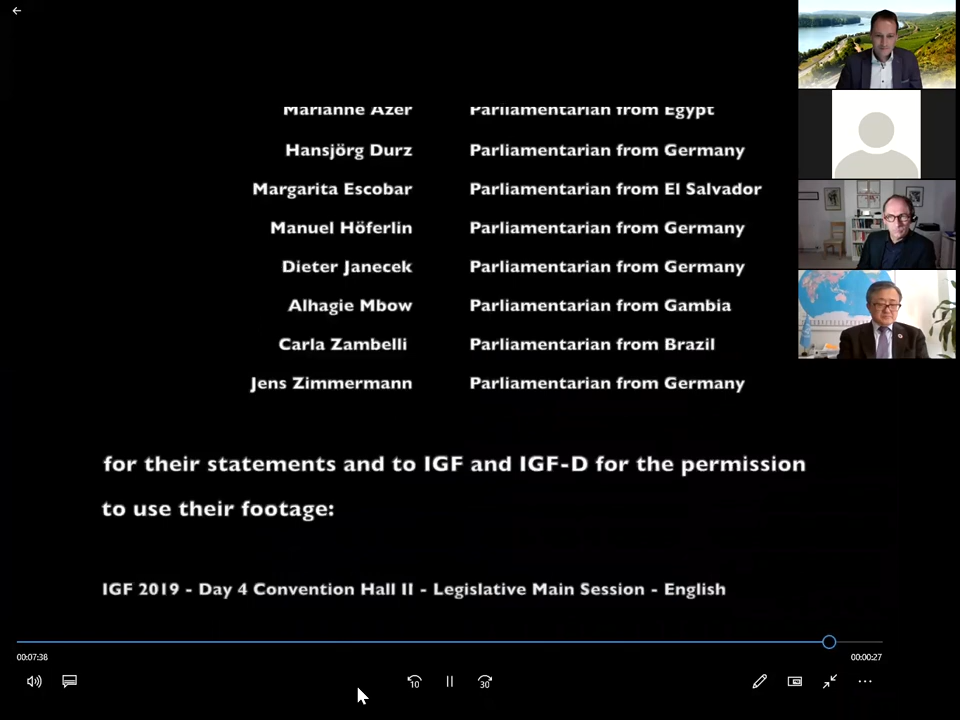 Marianne Azer Parliamentarian from Egypt
Hansjörg Durz Parliamentarian from Germany
Margarita Escobar Parliamentarian from El Salvador
Manuel Höferlin Parliamentarian from Germany
Dieter Janecek Parliamentarian from Germany
Alhagie Mbow Parliamentarian from Gambia
Carla Zambelli Parliamentarian from Brazil
Jens Zimmermann Parliamentarian from Germany
for their statements and to IGF and IGF-D for the permission
to use their footage:
IGF 2019 - Day 4 Convention Hall II - Legislative Main Session - English
00:07:38 00:00:27
10 30